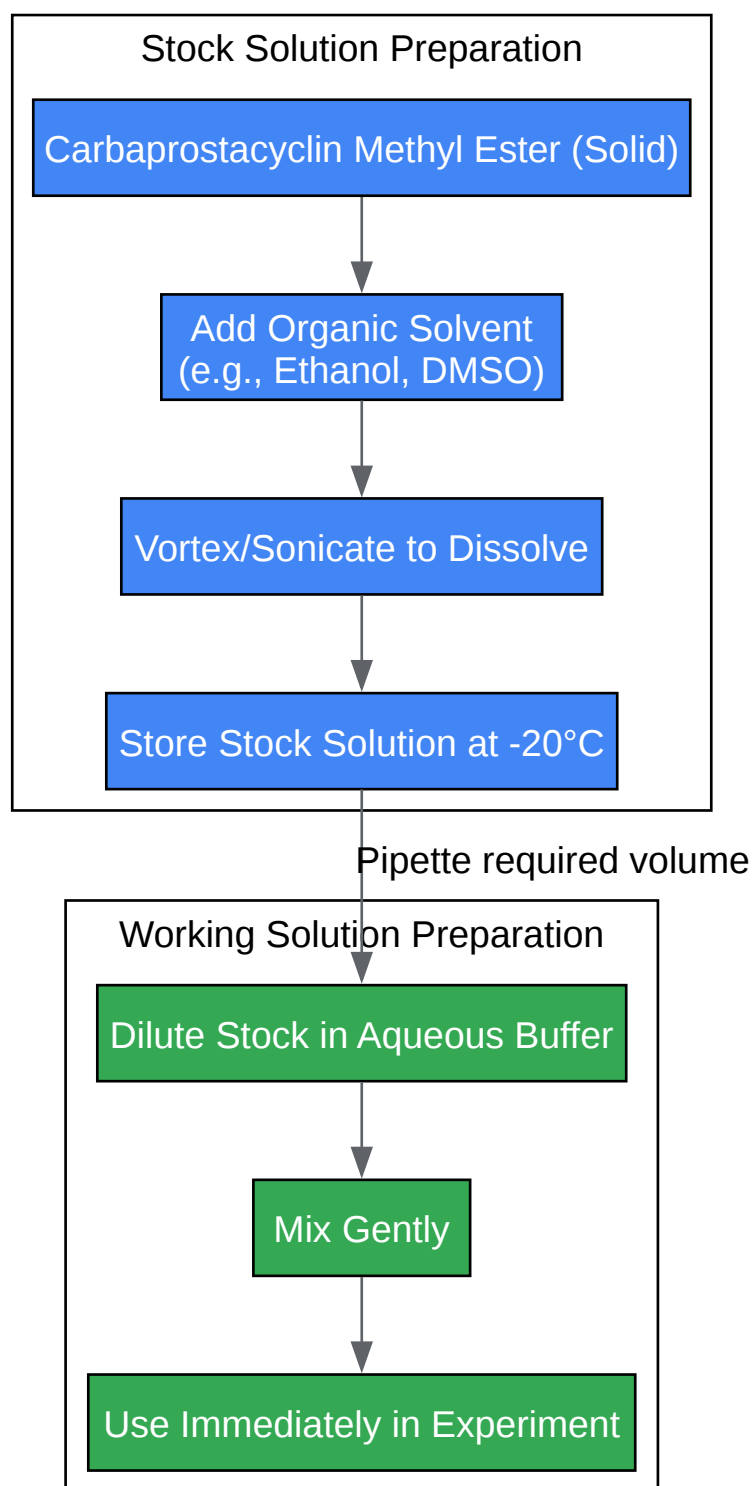 Stock Solution Preparation
Carbaprostacyclin Methyl Ester (Solid)
Add Organic Solvent
(e.g., Ethanol, DMSO)
Vortex/Sonicate to Dissolve
Store Stock Solution at -20°C
Pipette required volume
Working Solution Preparation
Dilute Stock in Aqueous Buffer
Mix Gently
Use Immediately in Experiment